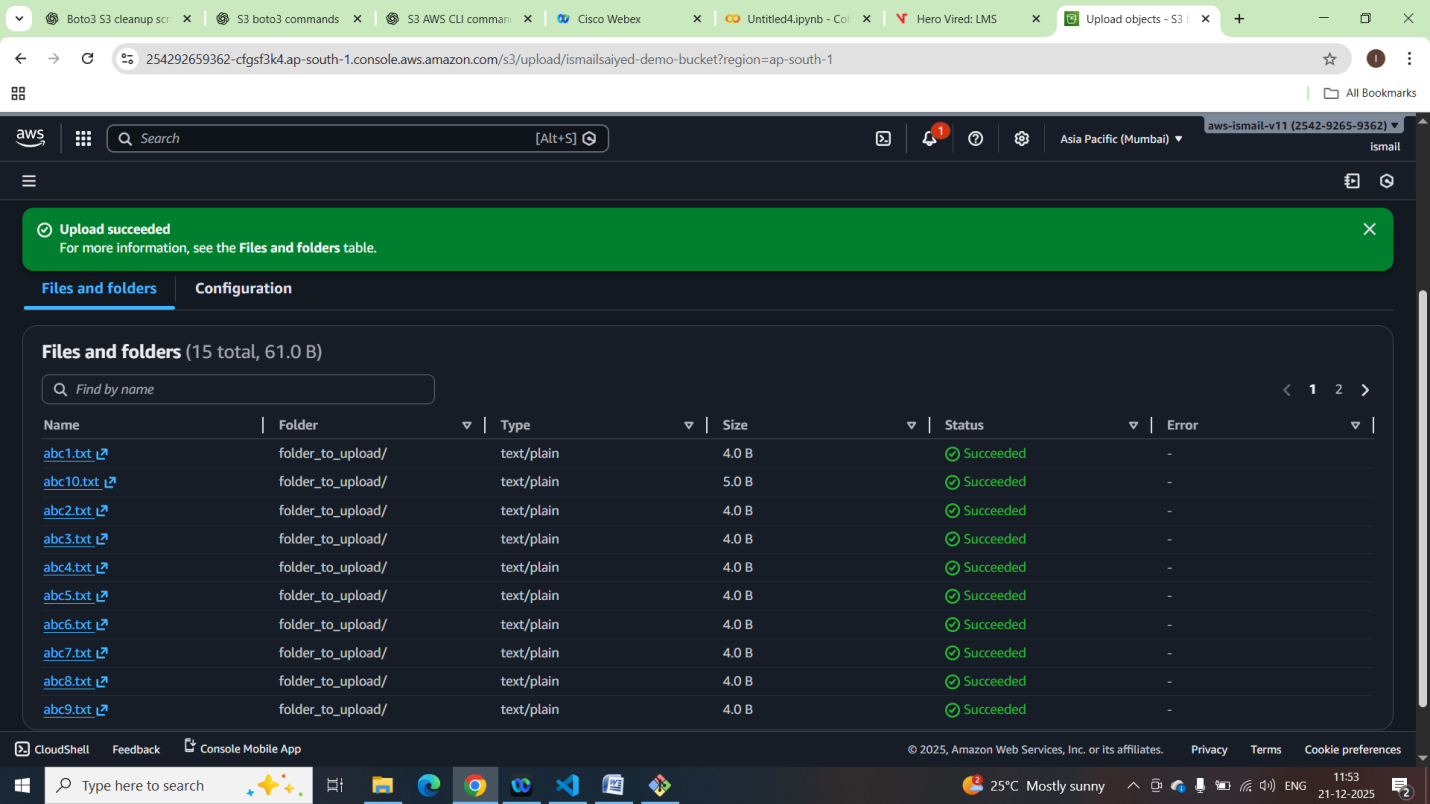 Boto3 S3 cleanup scr
S3 boto3 commands
S3 AWS CLI comman
Cisco Webex
Untitled4.ipynb - Col
Hero Vired: LMS
Upload objects - S3 b
254292659362-cfgsf3k4.ap-south-1.console.aws.amazon.com/s3/upload/ismailsaiyed-demo-bucket?region=ap-south-1
I
All Bookmarks
aws
Search
[Alt+S]
1
Asia Pacific (Mumbai)
aws-ismail-v11 (2542-9265-9362)
ismail
Upload succeeded
For more information, see the Files and folders table.
Files and folders
Configuration
Files and folders (15 total, 61.0 B)
Find by name
1 2
Name Folder Type Size Status Error
abc1.txt folder_to_upload/ text/plain 4.0 B Succeeded -
abc10.txt folder_to_upload/ text/plain 5.0 B Succeeded -
abc2.txt folder_to_upload/ text/plain 4.0 B Succeeded -
abc3.txt folder_to_upload/ text/plain 4.0 B Succeeded -
abc4.txt folder_to_upload/ text/plain 4.0 B Succeeded -
abc5.txt folder_to_upload/ text/plain 4.0 B Succeeded -
abc6.txt folder_to_upload/ text/plain 4.0 B Succeeded -
abc7.txt folder_to_upload/ text/plain 4.0 B Succeeded -
abc8.txt folder_to_upload/ text/plain 4.0 B Succeeded -
abc9.txt folder_to_upload/ text/plain 4.0 B Succeeded -
CloudShell Feedback Console Mobile App © 2025, Amazon Web Services, Inc. or its affiliates. Privacy Terms Cookie preferences
Type here to search
2
25°C Mostly sunny
ENG
11:53
21-12-2025
2